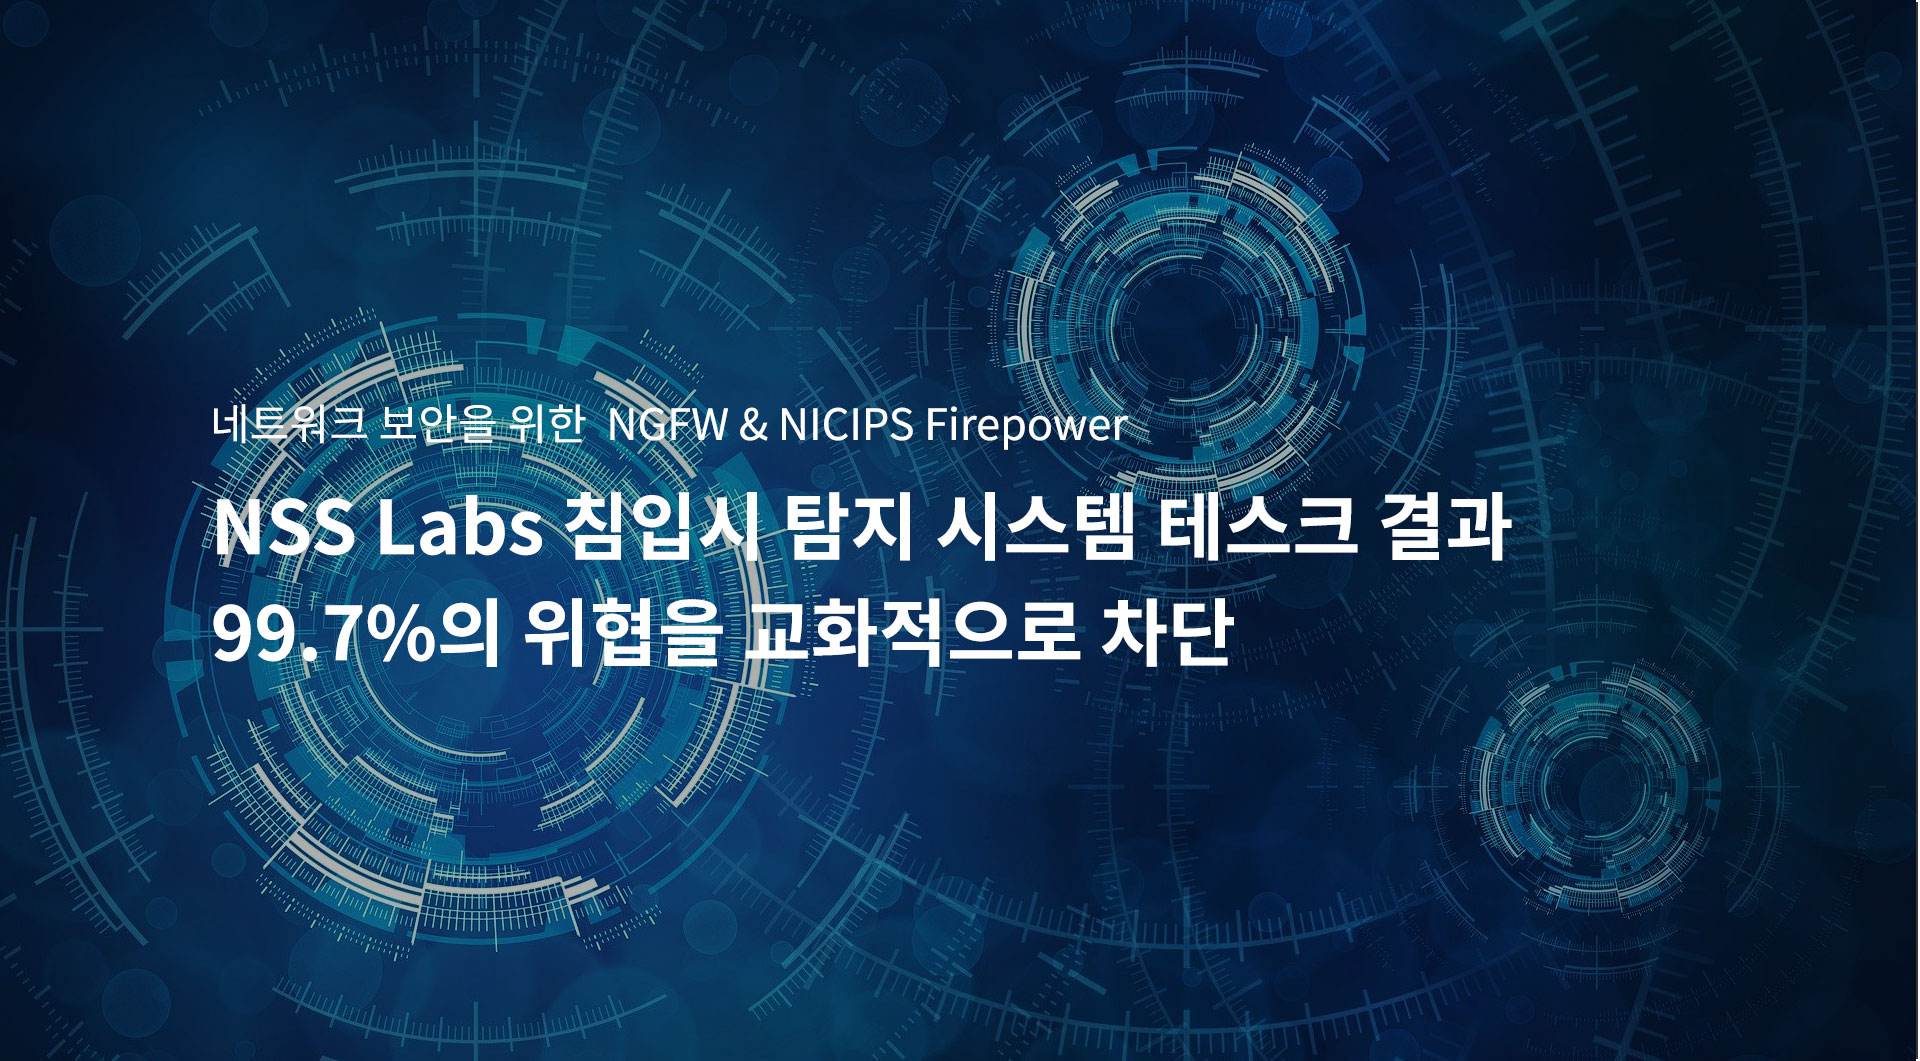 네트워크 보안을 위한 NGFW & NICIPS Firepower
NSS Labs 침입시 탐지 시스템 테스크 결과
99.7%의 위협을 교화적으로 차단